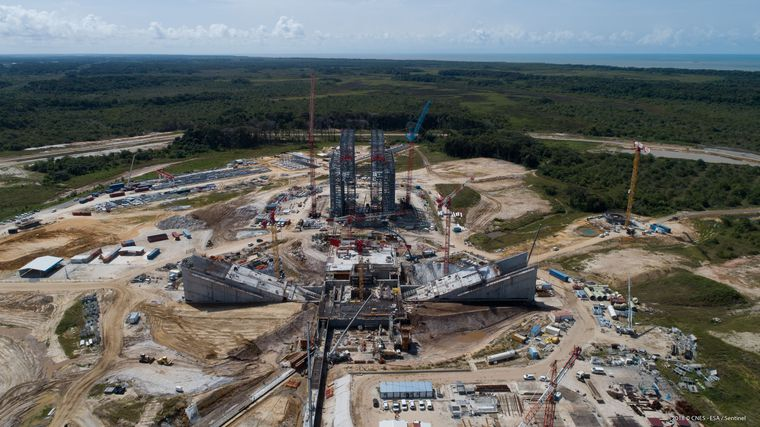 2018 © CNES - ESA / Sentinel